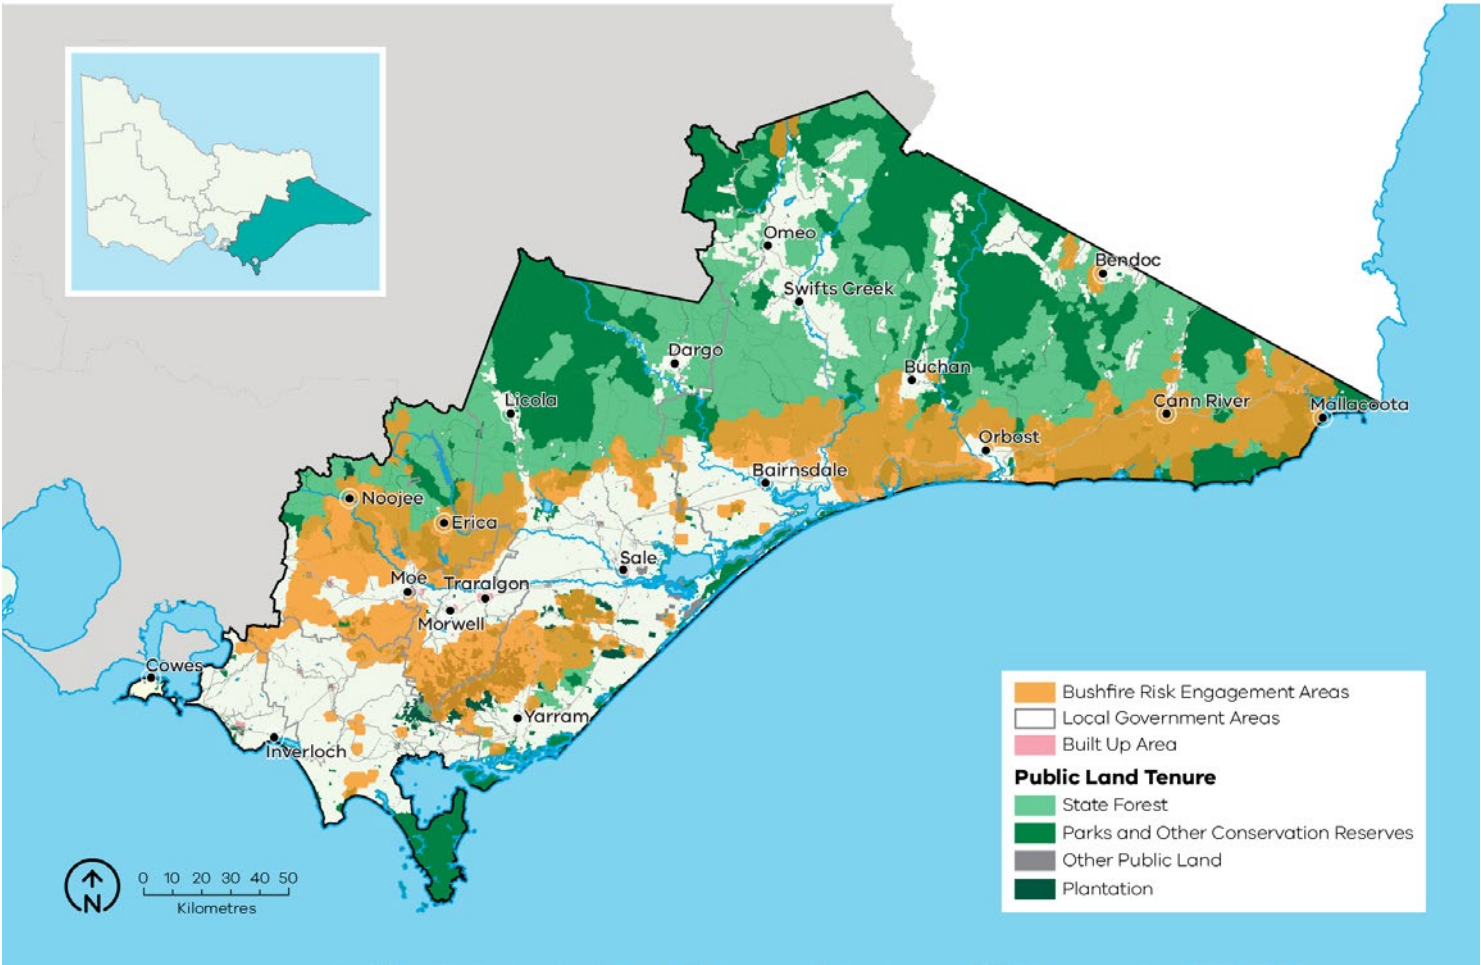 Omeo
Bendoc
Swifts Creek
Dargo
Buchan
Licola
Cann River
Mallacoota
Orbost
Bairnsdale
Noojee
Erica
Sale
Moe
Traralgon
Morwell
Cowes
Yarram
Inverloch
Bushfire Risk Engagement Areas
Local Government Areas
Built Up Area
Public Land Tenure
State Forest
Parks and Other Conservation Reserves
Other Public Land
Plantation
N
0 10 20 30 40 50
Kilometres